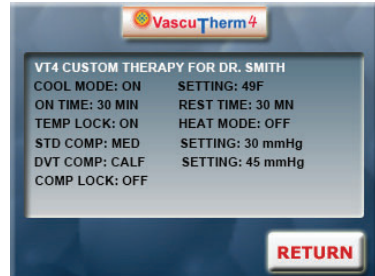 VascuTherm4
VT4 CUSTOM THERAPY FOR DR. SMITH
COOL MODE: ON SETTING: 49F
ON TIME: 30 MIN REST TIME: 30 MN
TEMP LOCK: ON HEAT MODE: OFF
STD COMP: MED SETTING: 30 mmHg
DVT COMP: CALF SETTING: 45 mmHg
COMP LOCK: OFF
RETURN